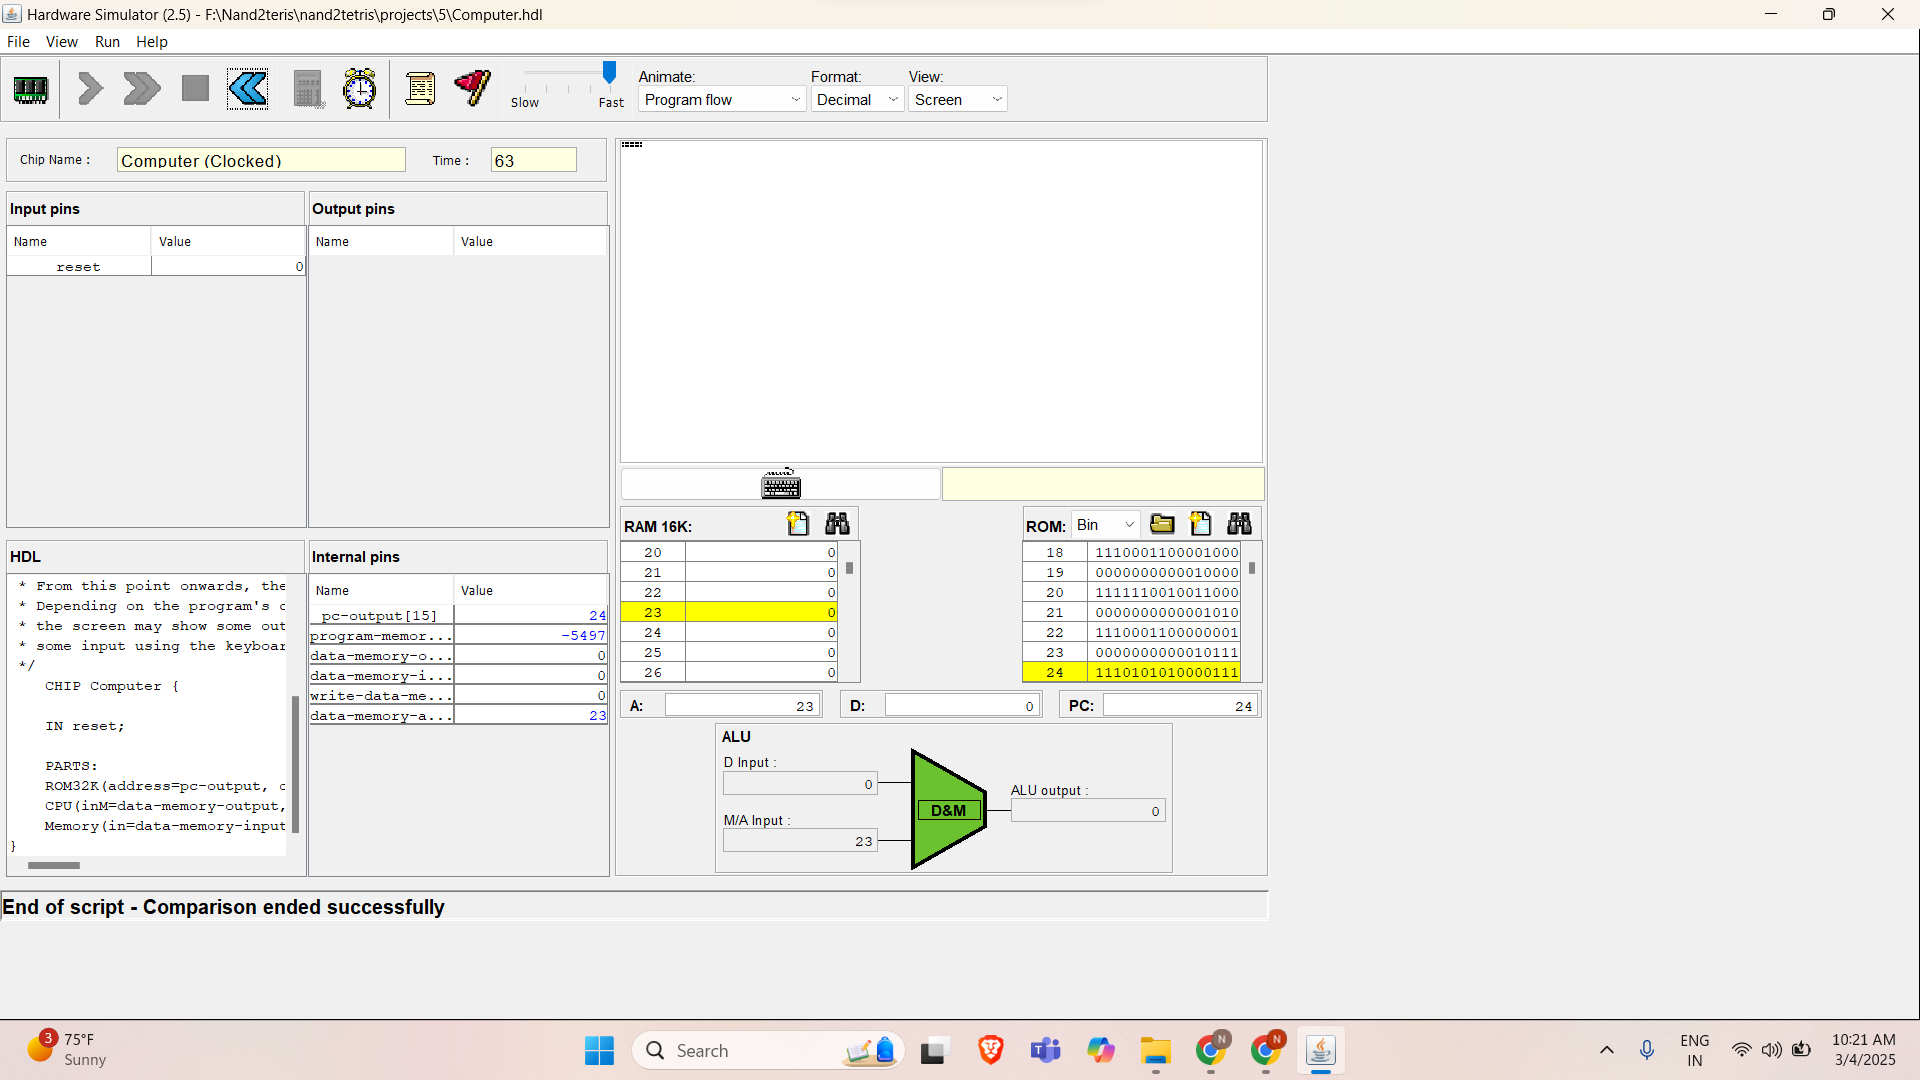 Hardware Simulator (2.5) - F:\Nand2teris\nand2tetris\projects\5\Computer.hdl
File View Run Help
Slow Fast
Animate: Format: View:
Program flow Decimal Screen
Chip Name : Computer (Clocked) Time : 63
Input pins
Name Value
reset 0
Output pins
Name Value
HDL
* From this point onwards, the
* Depending on the program's c
* the screen may show some out
* some input using the keyboar
*/
CHIP Computer {
IN reset;
PARTS:
ROM32K(address=pc-output, c
CPU(inM=data-memory-output,
Memory(in=data-memory-input
}
Internal pins
Name Value
pc-output[15] 24
program-memor... -5497
data-memory-o... 0
data-memory-i... 0
write-data-me... 0
data-memory-a... 23
RAM 16K:
20 0
21 0
22 0
23 0
24 0
25 0
26 0
ROM: Bin
18 1110001100001000
19 0000000000010000
20 1111110010011000
21 0000000000001010
22 1110001100000001
23 0000000000010111
24 1110101010000111
A: 23 D: 0 PC: 24
ALU
D Input :
0
M/A Input :
23
D&M
ALU output :
0
End of script - Comparison ended successfully
3
75°F
Sunny
Search
N
N
ENG
IN
10:21 AM
3/4/2025